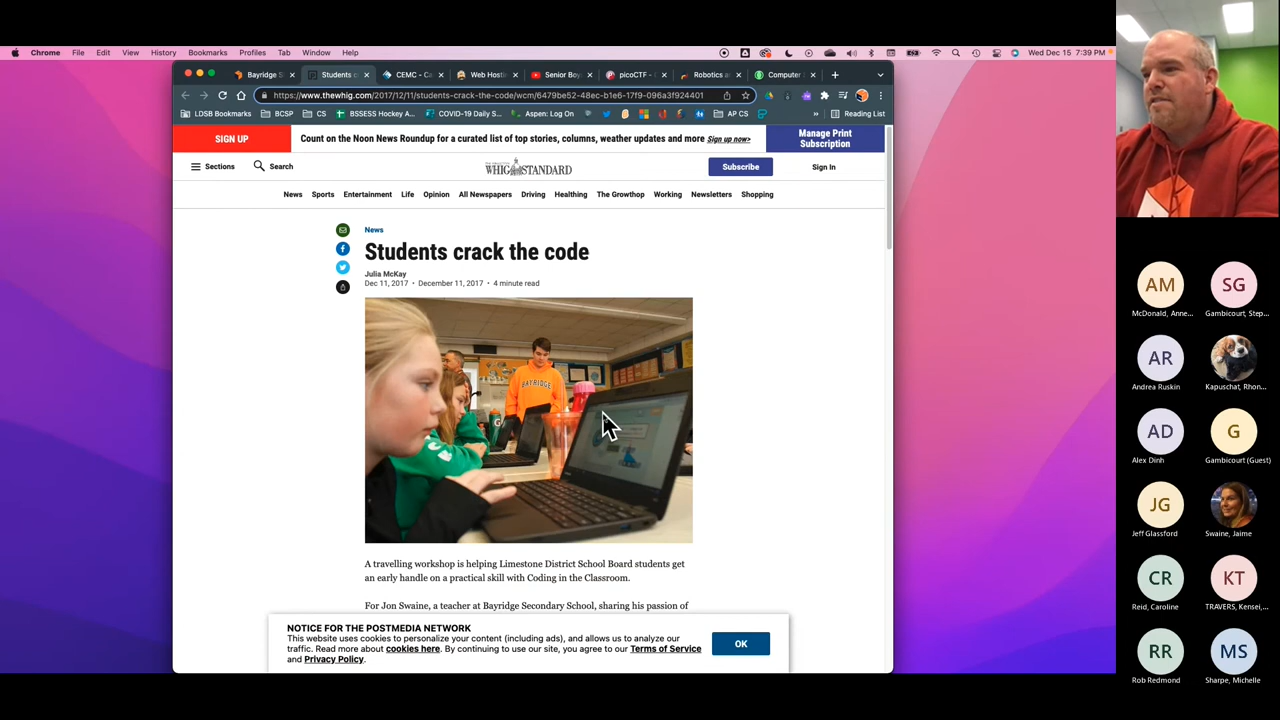 Chrome File Edit View History Bookmarks Profiles Tab Window Help Wed Dec 15 7:39 PM
Bayridge S Students c CEMC - Ca Web Hosti Senior Boy picoCTF - Robotics a Computer
https://www.thewhig.com/2017/12/11/students-crack-the-code/wcm/6479be52-48ec-b1e6-17f9-096a3f924401
LDSB Bookmarks BCSP CS BSSESS Hockey A... COVID-19 Daily S... Aspen: Log On AP CS » Reading List
SIGN UP
Count on the Noon News Roundup for a curated list of top stories, columns, weather updates and more Sign up now>
Manage Print
Subscription
Sections Search
WHIG STANDARD
Subscribe Sign In
News Sports Entertainment Life Opinion All Newspapers Driving Healthing The Growthop Working Newsletters Shopping
News
Students crack the code
Julia McKay
Dec 11, 2017 • December 11, 2017 • 4 minute read
BAYRIDGE
A travelling workshop is helping Limestone District School Board students get
an early handle on a practical skill with Coding in the Classroom.
For Jon Swaine, a teacher at Bayridge Secondary School, sharing his passion of
NOTICE FOR THE POSTMEDIA NETWORK
This website uses cookies to personalize your content (including ads), and allows us to analyze our
traffic. Read more about cookies here. By continuing to use our site, you agree to our Terms of Service
and Privacy Policy.
OK
AM SG
McDonald, Anne... Gambicourt, Step...
AR
Andrea Ruskin Kapuschat, Rhon...
AD G
Alex Dinh Gambicourt (Guest)
JG
Jeff Glassford Swaine, Jaime
CR KT
Reid, Caroline TRAVERS, Kensei,...
RR MS
Rob Redmond Sharpe, Michelle